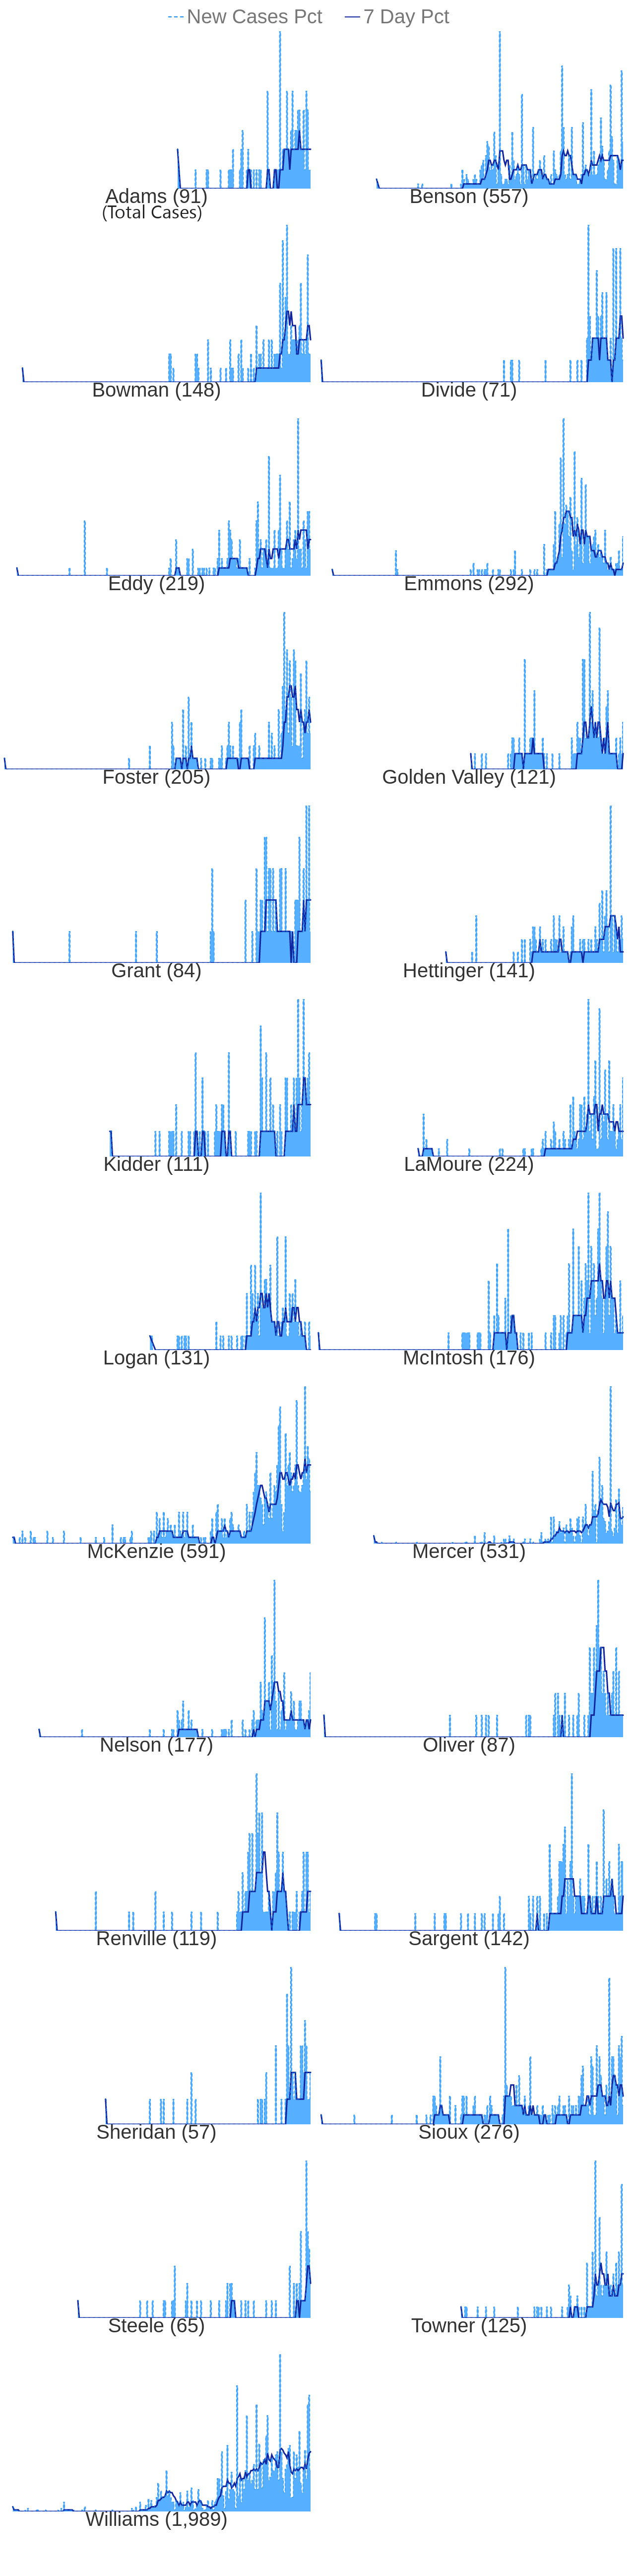 New Cases Pct 7 Day Pct
Adams (91) Benson (557)
(Total Cases)
Bowman (148) Divide (71)
Eddy (219) Emmons (292)
Foster (205) Golden Valley (121)
Grant (84) Hettinger (141)
Kidder (111) LaMoure (224)
Logan (131) McIntosh (176)
McKenzie (591) Mercer (531)
Nelson (177) Oliver (87)
Renville (119) Sargent (142)
Sheridan (57) Sioux (276)
Steele (65) Towner (125)
Williams (1,989)